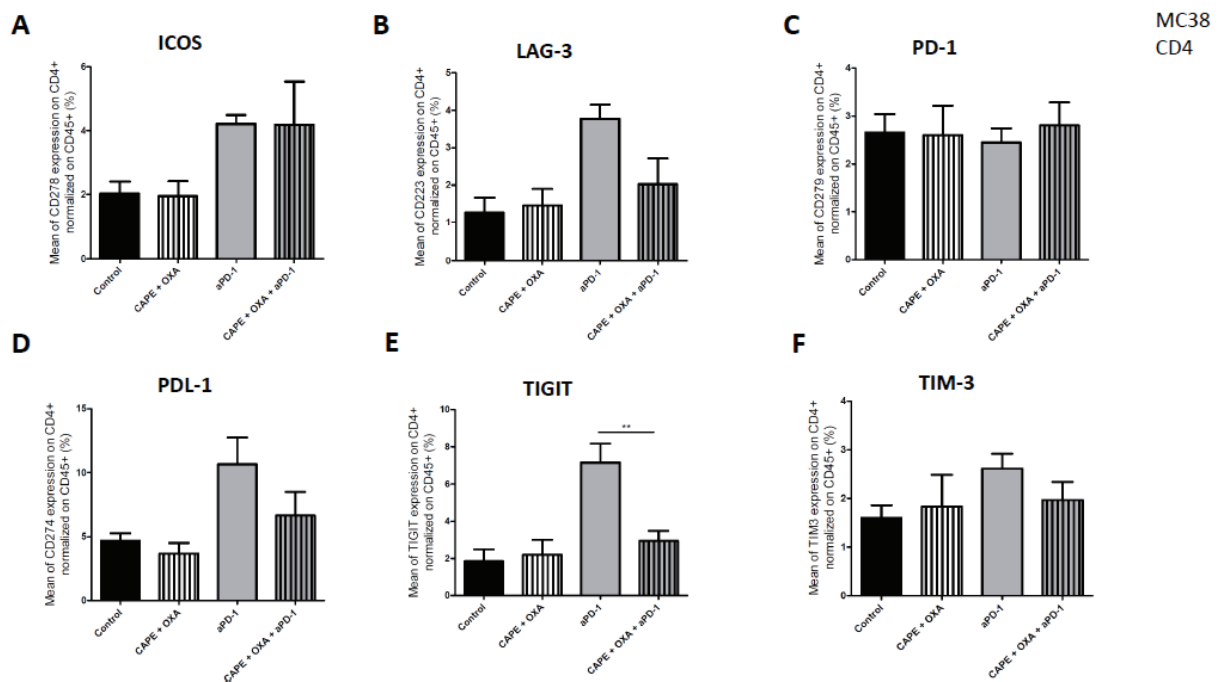 A
ICOS
Mean of CD278 expression on CD4+
normalized on CD45+ (%)
6
4
2
0
Control
CAPE + OXA
aPD-1
CAPE + OXA + aPD-1
B
LAG-3
Mean of CD223 expression on CD4+
normalized on CD45+ (%)
5
4
3
2
1
0
Control
CAPE + OXA
aPD-1
CAPE + OXA + aPD-1
C
PD-1
Mean of CD279 expression on CD4+
normalized on CD45+ (%)
4
3
2
1
0
Control
CAPE + OXA
aPD-1
CAPE + OXA + aPD-1
MC38
CD4
D
PDL-1
Mean of CD274 expression on CD4+
normalized on CD45+ (%)
15
10
5
0
Control
CAPE + OXA
aPD-1
CAPE + OXA + aPD-1
E
TIGIT
Mean of TIGIT expression on CD4+
normalized on CD45+ (%)
10
8
6
4
2
0
**
Control
CAPE + OXA
aPD-1
CAPE + OXA + aPD-1
F
TIM-3
Mean of TIM3 expression on CD4+
normalized on CD45+ (%)
4
3
2
1
0
Control
CAPE + OXA
aPD-1
CAPE + OXA + aPD-1